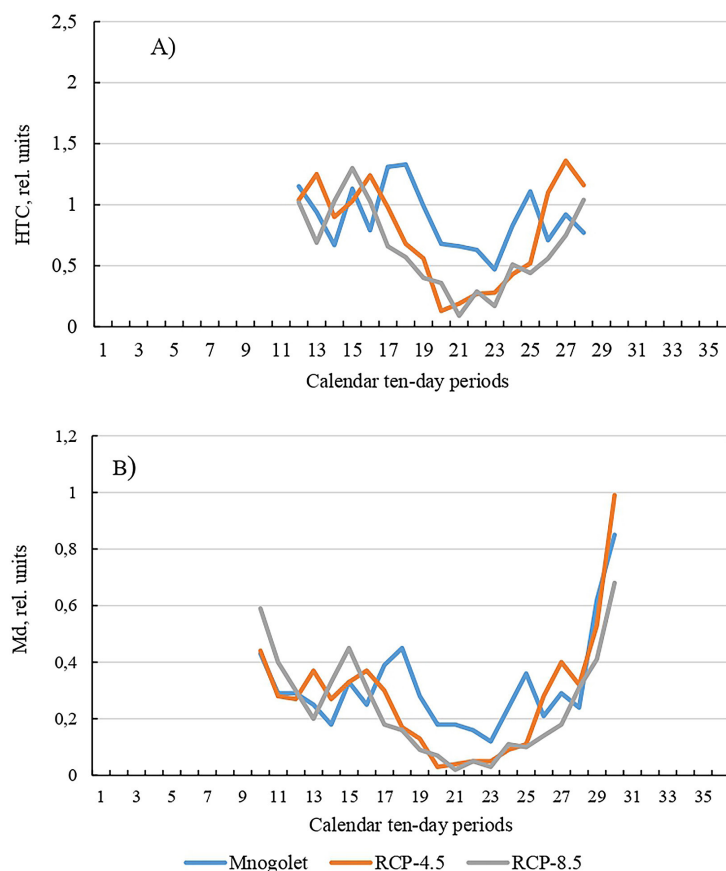 A)
2,5
2
1,5
1
0,5
0
HTC, rel. units
1 3 5 7 9 11 13 15 17 19 21 23 25 27 29 31 33 35
Calendar ten-day periods
B)
1,2
1
0,8
0,6
0,4
0,2
0
Md, rel. units
1 3 5 7 9 11 13 15 17 19 21 23 25 27 29 31 33 35
Calendar ten-day periods
Mnogolet RCP-4.5 RCP-8.5